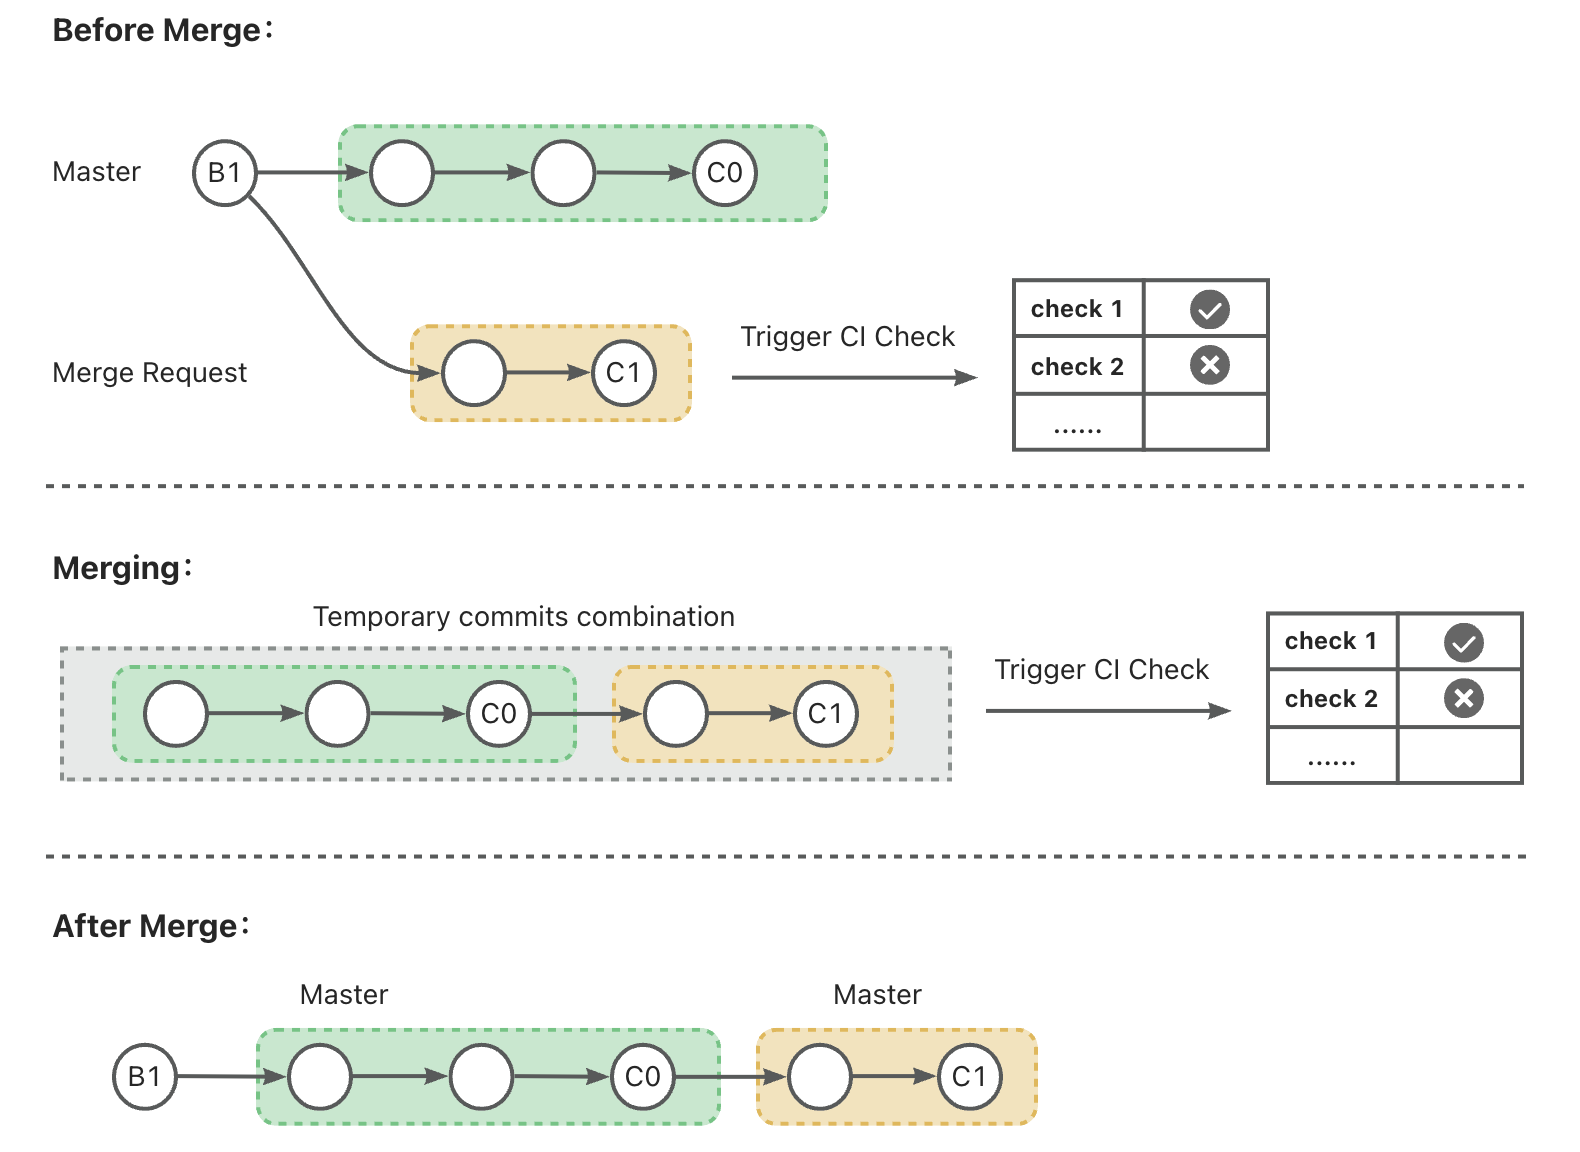 Before Merge：
Master
B1
C0
Merge Request
C1
Trigger CI Check
check 1
check 2
......
Merging：
Temporary commits combination
C0
C1
Trigger CI Check
check 1
check 2
......
After Merge：
Master
Master
B1
C0
C1